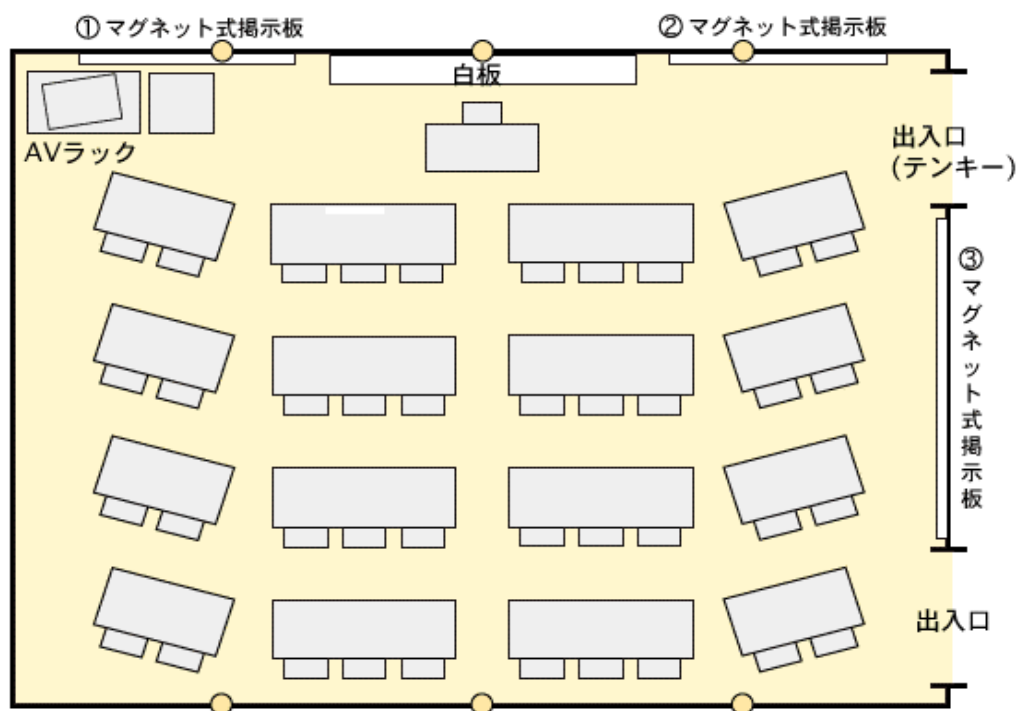 ① マグネット式掲示板
② マグネット式掲示板
白板
AVラック
出入口
(テンキー)
③マグネット式掲示板
出入口